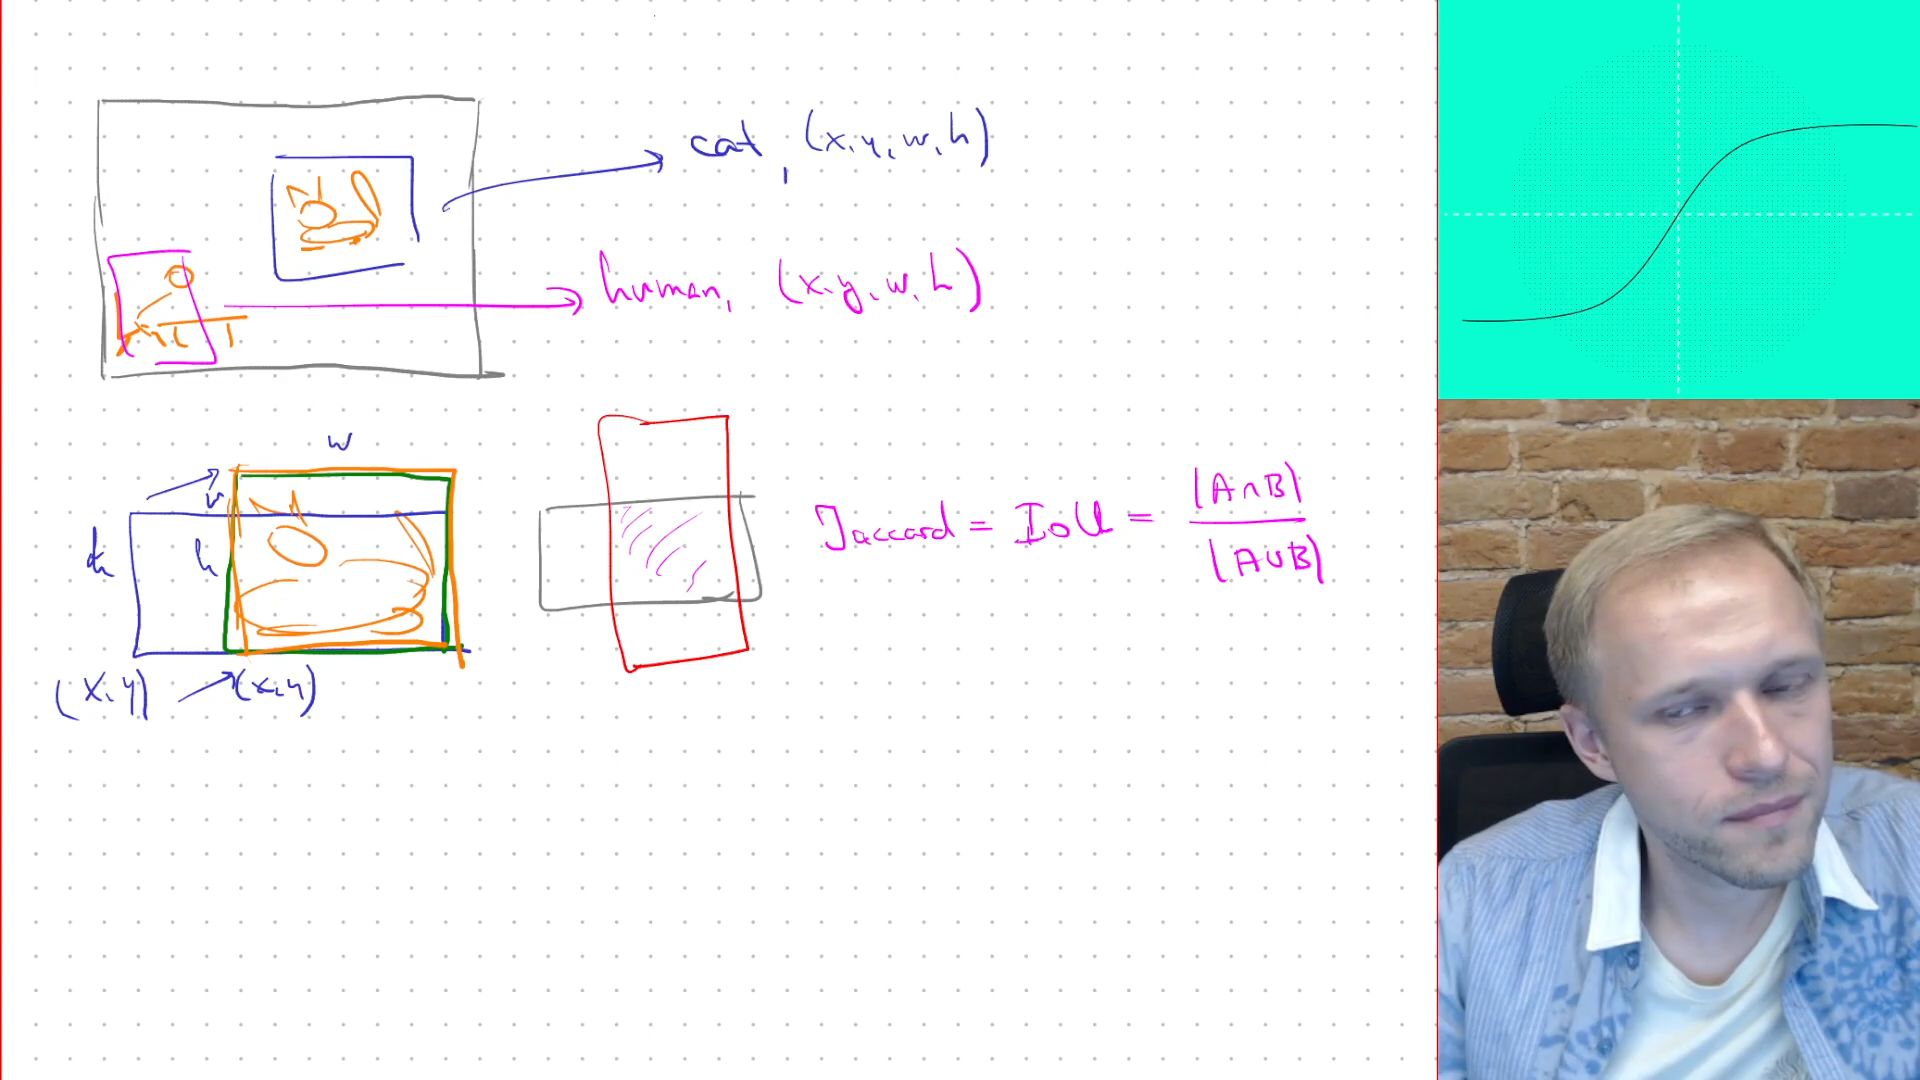 cat, (x, y, w, h)
human, (x, y, w, h)
w
h
(x, y) (x, y)
Jaccard = IoU = |A∩B| / |A∪B|